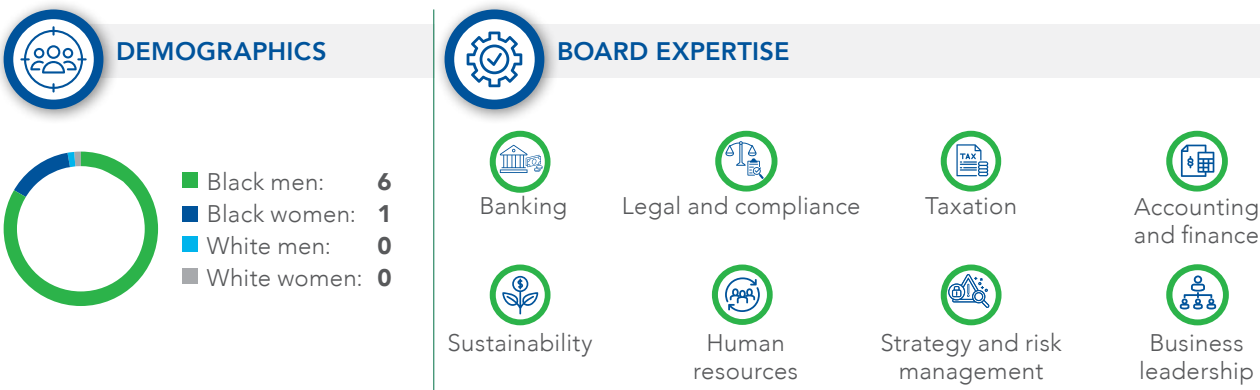 DEMOGRAPHICS
Black men: 6
Black women: 1
White men: 0
White women: 0
BOARD EXPERTISE
Banking
Legal and compliance
TAX
Taxation
Accounting
and finance
Sustainability
Human
resources
Strategy and risk
management
Business
leadership